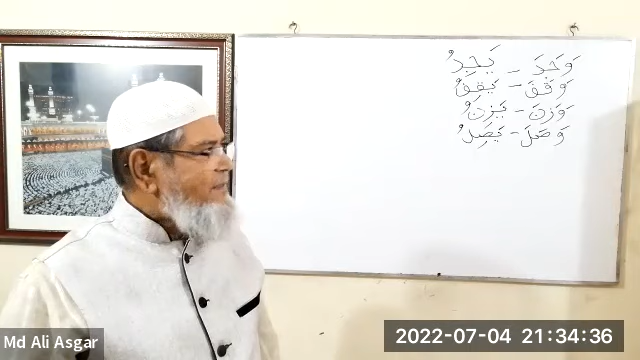 وَجَدَ - يَجِدُ
وَقَفَ - يَقِفُ
وَزَنَ - يَزِنُ
وَصَلَ - يَصِلُ
Md Ali Asgar
2022-07-04 21:34:36